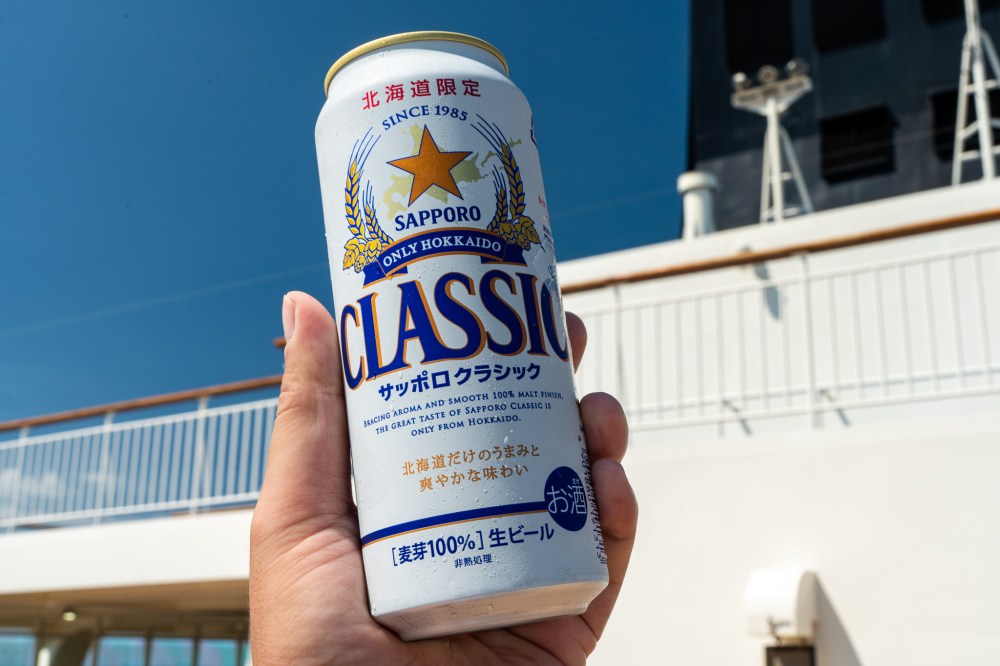 北海道限定
SINCE 1985
SAPPORO
ONLY HOKKAIDO
CLASSIC
サッポロクラシック
BRACING AROMA AND SMOOTH 100% MALT FINISH,
THE GREAT TASTE OF SAPPORO CLASSIC IS
ONLY FROM HOKKAIDO.
北海道だけのうまみと
爽やかな味わい
お酒
[麦芽100%]生ビール
非熱処理